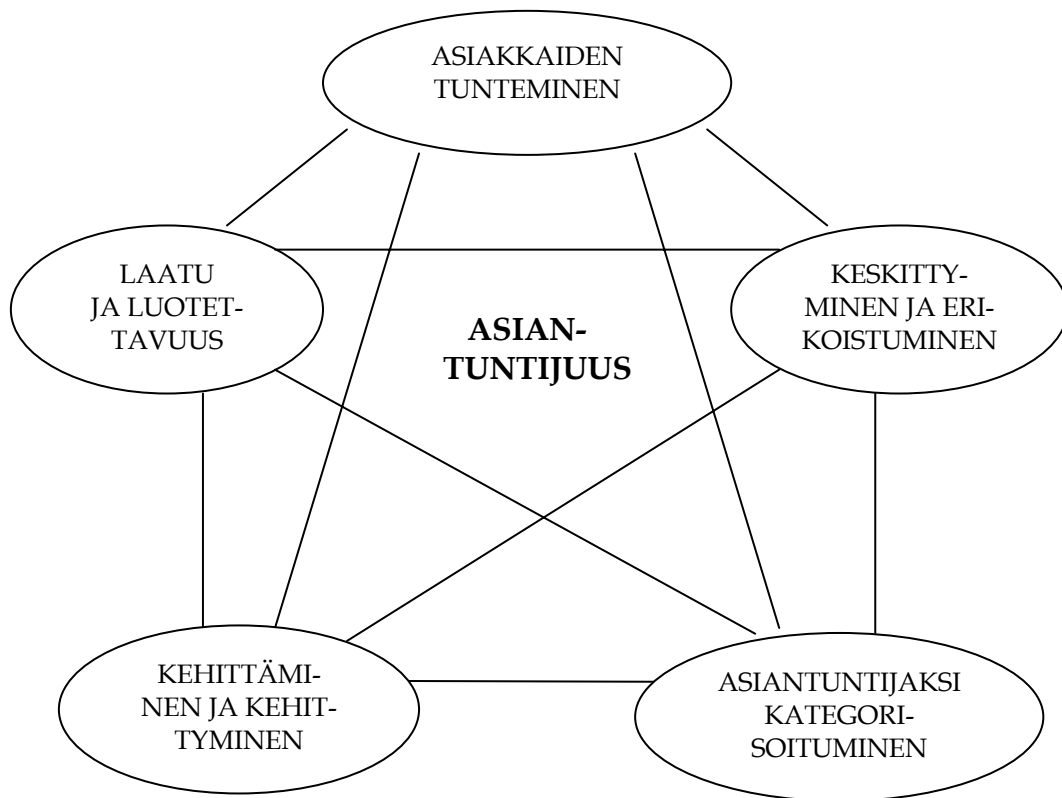 ASIAKKAIDEN
TUNTEMINEN
LAATU
JA LUOTET-
TAVUUS
KESKITTY-
MINEN JA ERI-
KOISTUMINEN
ASIAN-
TUNTIJUUS
KEHITTÄMI-
NEN JA KEHIT-
TYMINEN
ASIANTUNTIJAKSI
KATEGORI-
SOITUMINEN